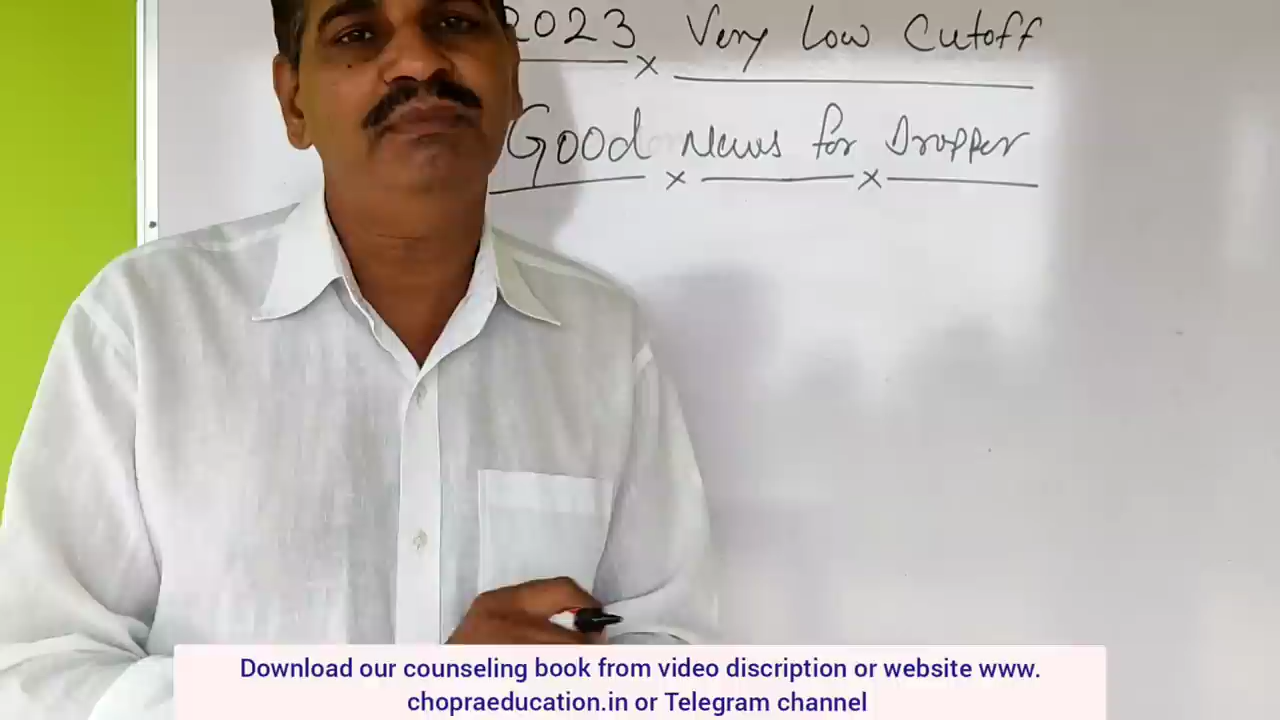 2023 Very Low Cutoff
Good News for Dropper
Download our counseling book from video discription or website www.
chopraeducation.in or Telegram channel